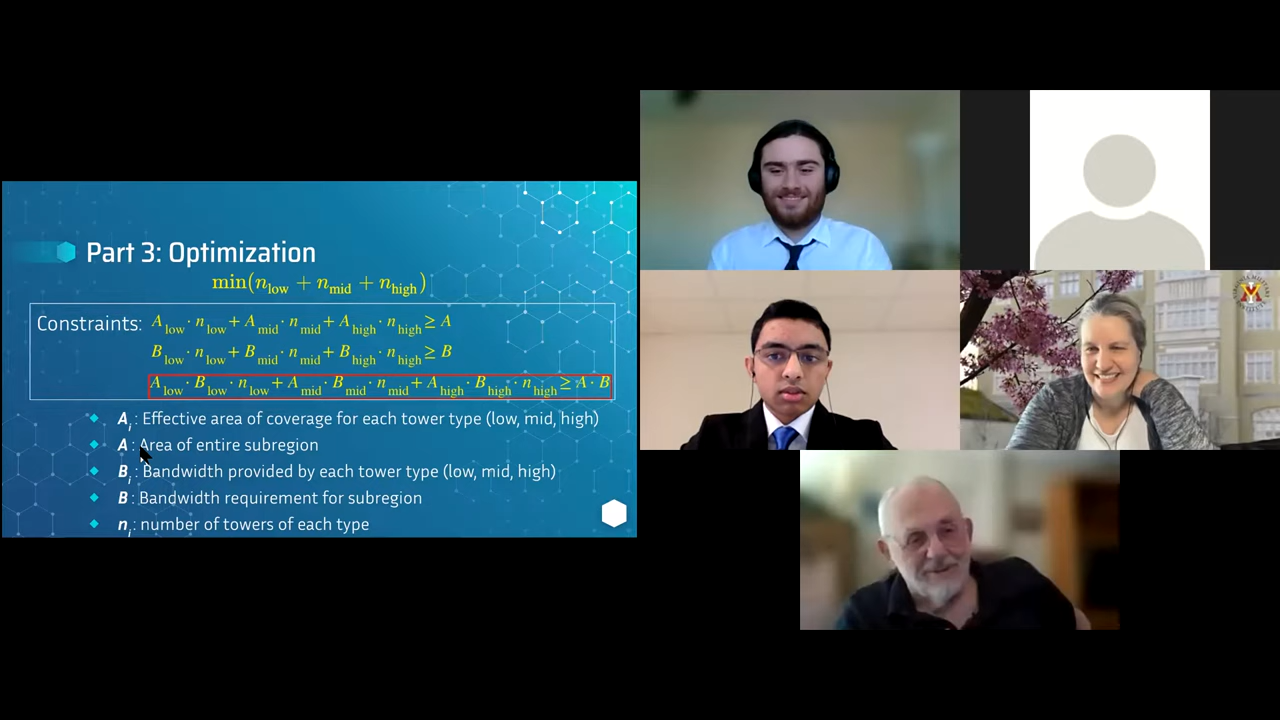 Part 3: Optimization
min(n_low + n_mid + n_high)
Constraints: A_low · n_low + A_mid · n_mid + A_high · n_high ≥ A
B_low · n_low + B_mid · n_mid + B_high · n_high ≥ B
A_low · B_low · n_low + A_mid · B_mid · n_mid + A_high · B_high · n_high ≥ A · B
A_i : Effective area of coverage for each tower type (low, mid, high)
A : Area of entire subregion
B_i : Bandwidth provided by each tower type (low, mid, high)
B : Bandwidth requirement for subregion
n_i : number of towers of each type